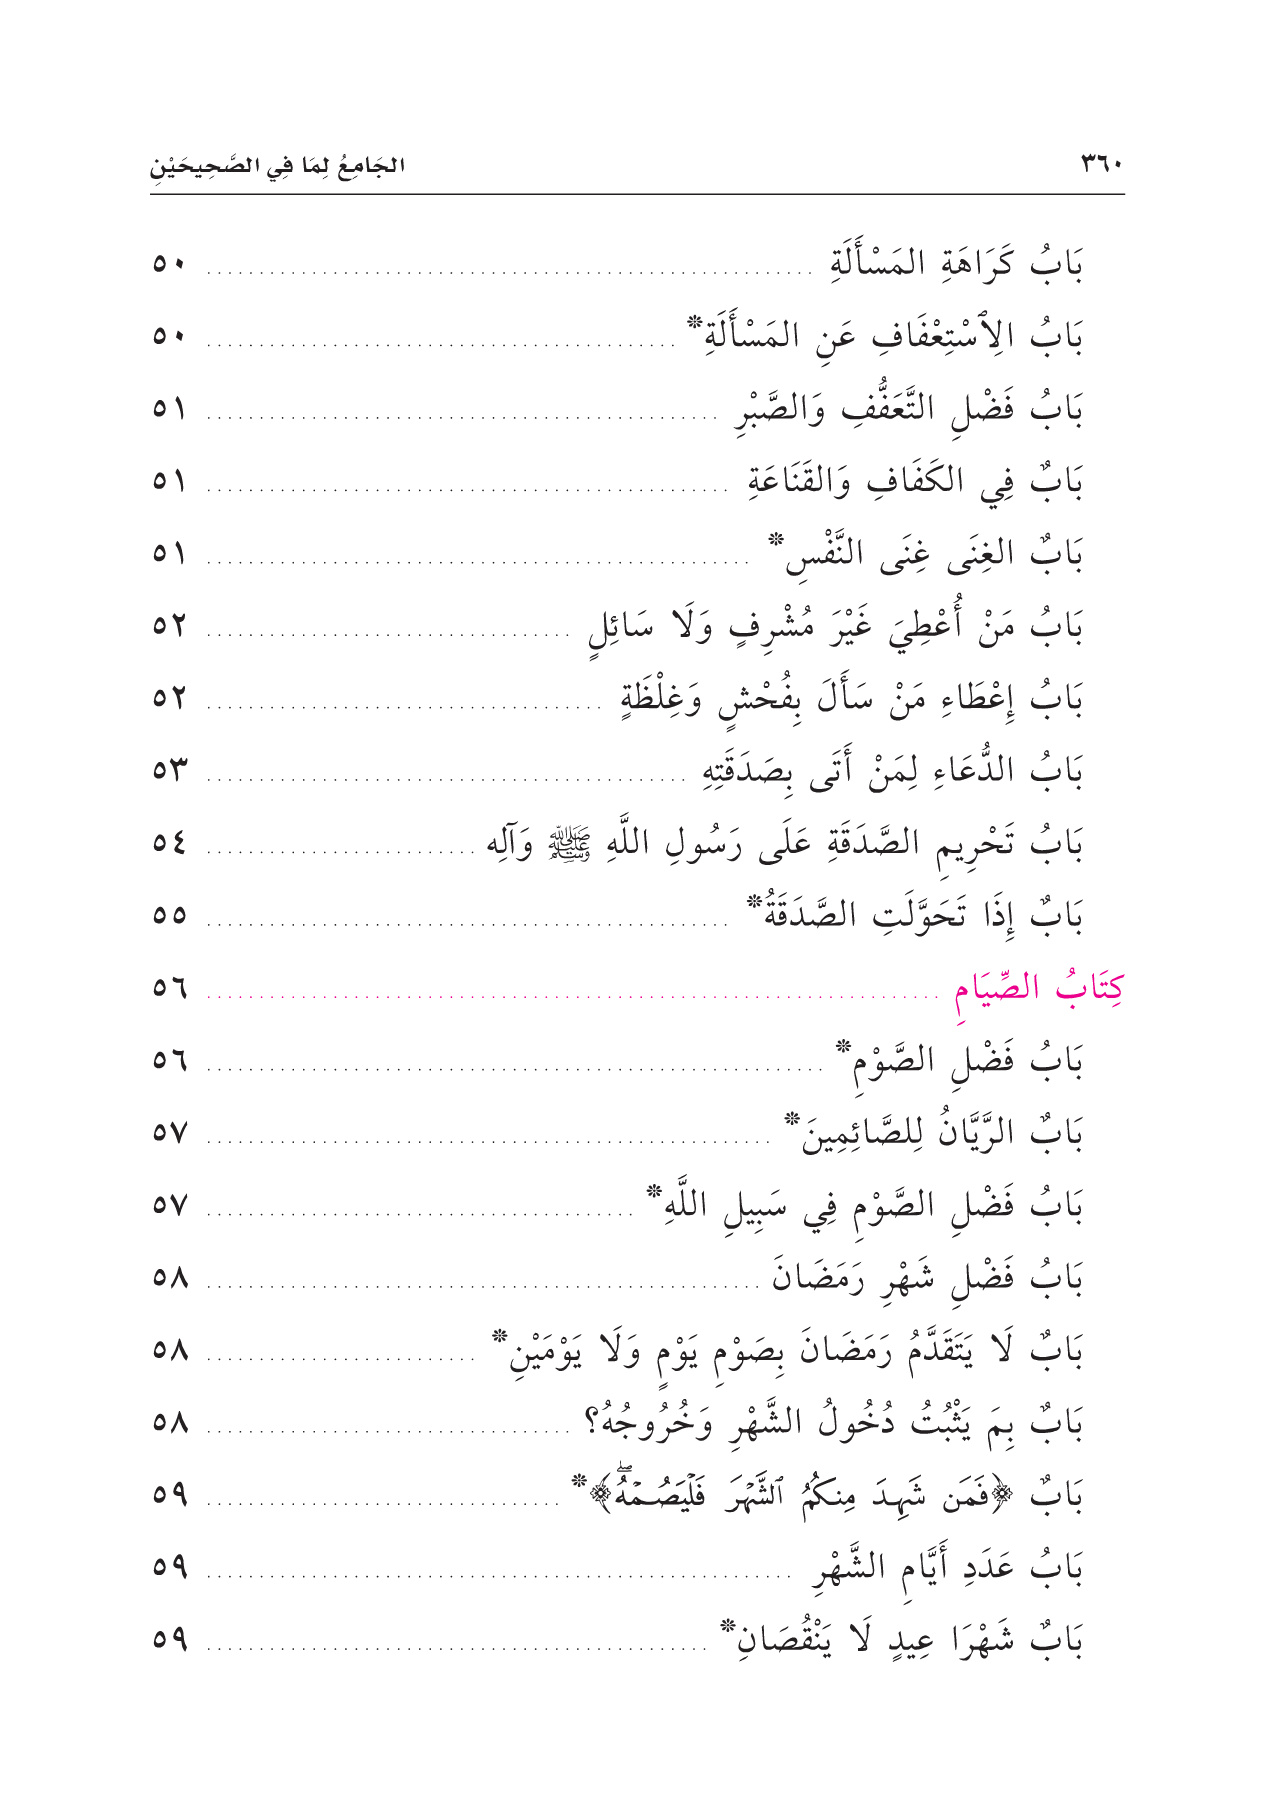 ٣٦٠ الجَامِعُ لِمَا فِي الصَّحِيحَيْنِ
بَابُ كَرَاهَةِ المَسْأَلَةِ ٥٠
بَابُ الِاسْتِعْفَافِ عَنِ المَسْأَلَةِ* ٥٠
بَابُ فَضْلِ التَّعَفُّفِ وَالصَّبْرِ ٥١
بَابٌ فِي الكَفَافِ وَالقَنَاعَةِ ٥١
بَابٌ الغِنَى غِنَى النَّفْسِ* ٥١
بَابُ مَنْ أُعْطِيَ غَيْرَ مُشْرِفٍ وَلَا سَائِلٍ ٥٢
بَابُ إِعْطَاءِ مَنْ سَأَلَ بِفُحْشٍ وَغِلْظَةٍ ٥٢
بَابُ الدُّعَاءِ لِمَنْ أَتَى بِصَدَقَتِهِ ٥٣
بَابُ تَحْرِيمِ الصَّدَقَةِ عَلَى رَسُولِ اللَّهِ ﷺ وَآلِه ٥٤
بَابٌ إِذَا تَحَوَّلَتِ الصَّدَقَةُ* ٥٥
كِتَابُ الصِّيَامِ ٥٦
بَابُ فَضْلِ الصَّوْمِ* ٥٦
بَابٌ الرَّيَّانُ لِلصَّائِمِينَ* ٥٧
بَابُ فَضْلِ الصَّوْمِ فِي سَبِيلِ اللَّهِ* ٥٧
بَابُ فَضْلِ شَهْرِ رَمَضَانَ ٥٨
بَابٌ لَا يَتَقَدَّمُ رَمَضَانَ بِصَوْمِ يَوْمٍ وَلَا يَوْمَيْنِ* ٥٨
بَابٌ بِمَ يَثْبُتُ دُخُولُ الشَّهْرِ وَخُرُوجُهُ؟ ٥٨
بَابٌ ﴿فَمَن شَهِدَ مِنكُمُ ٱلشَّهْرَ فَلْيَصُمْهُۖ﴾* ٥٩
بَابُ عَدَدِ أَيَّامِ الشَّهْرِ ٥٩
بَابٌ شَهْرَا عِيدٍ لَا يَنْقُصَانِ* ٥٩